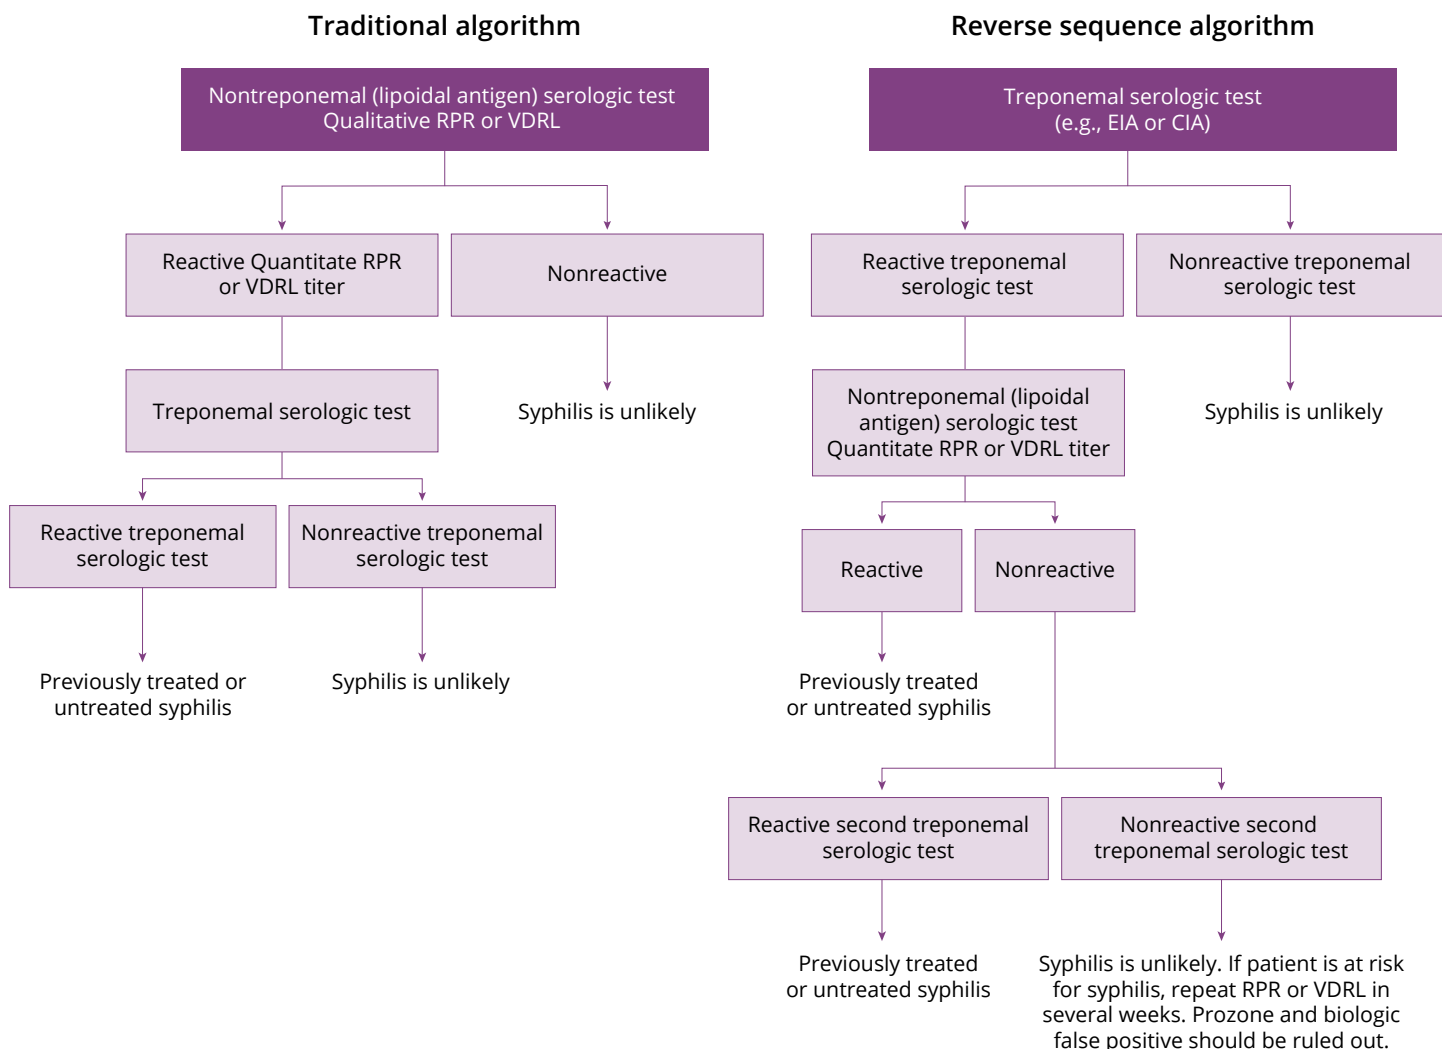 Traditional algorithm
Nontreponemal (lipoidal antigen) serologic test
Qualitative RPR or VDRL
Reactive Quantitate RPR
or VDRL titer
Nonreactive
Treponemal serologic test
Syphilis is unlikely
Reactive treponemal
serologic test
Nonreactive treponemal
serologic test
Previously treated or
untreated syphilis
Syphilis is unlikely
Reverse sequence algorithm
Treponemal serologic test
(e.g., EIA or CIA)
Reactive treponemal
serologic test
Nonreactive treponemal
serologic test
Nontreponemal (lipoidal
antigen) serologic test
Quantitate RPR or VDRL titer
Syphilis is unlikely
Reactive
Nonreactive
Previously treated
or untreated syphilis
Reactive second treponemal
serologic test
Nonreactive second
treponemal serologic test
Previously treated
or untreated syphilis
Syphilis is unlikely. If patient is at risk
for syphilis, repeat RPR or VDRL in
several weeks. Prozone and biologic
false positive should be ruled out.